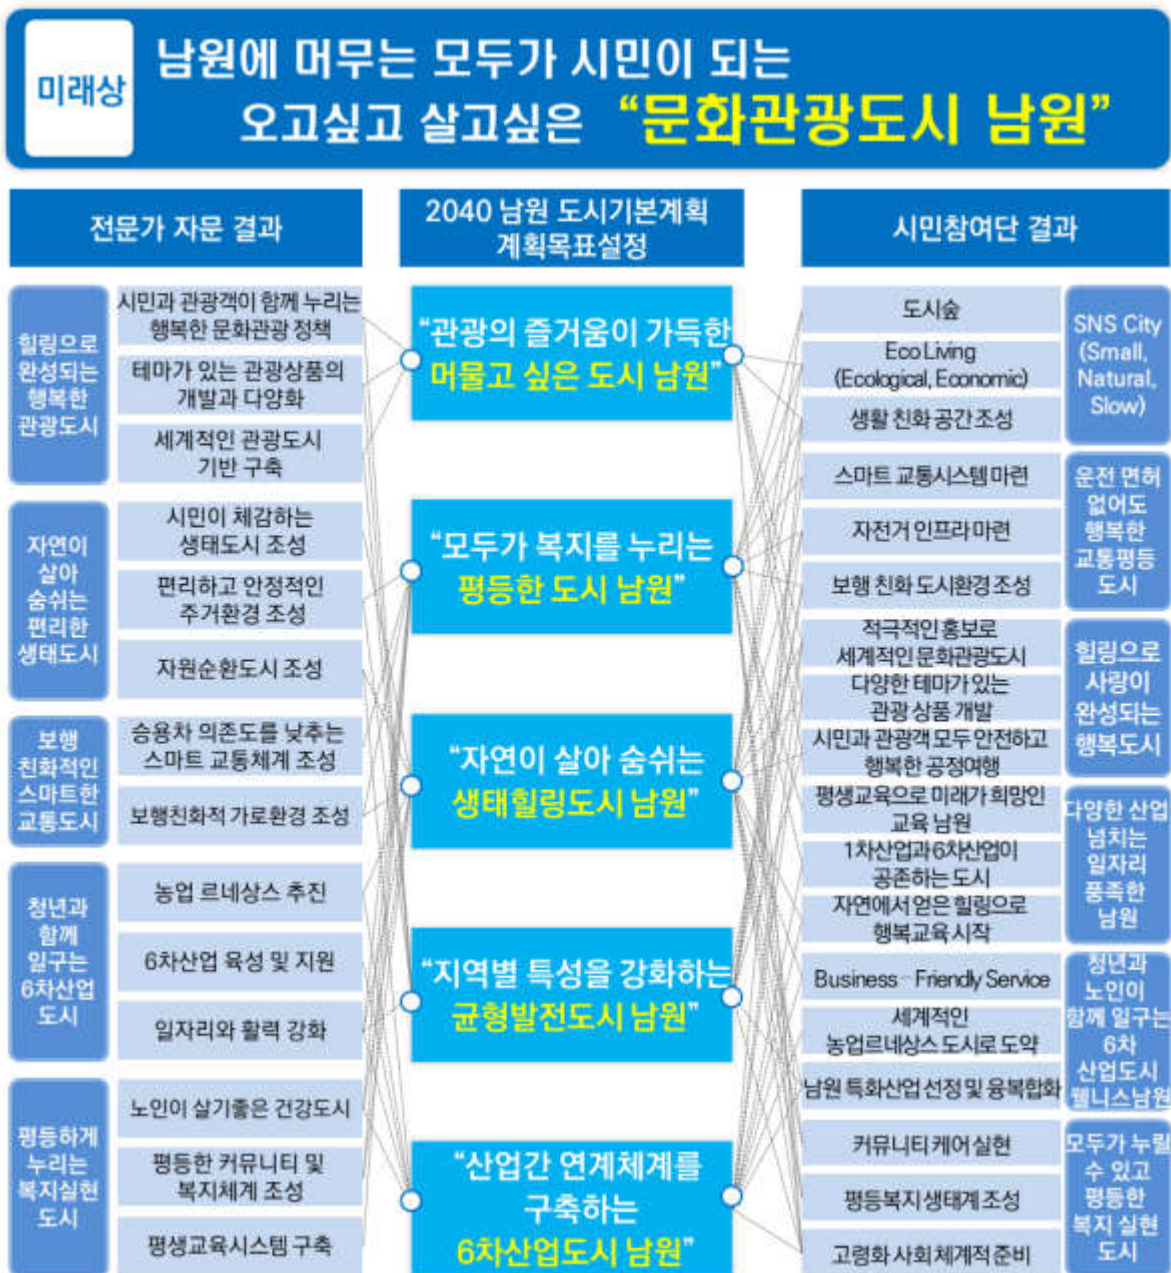 미래상
남원에 머무는 모두가 시민이 되는
오고싶고 살고싶은 “문화관광도시 남원”
전문가 자문 결과
힐링으로
완성되는
행복한
관광도시
시민과 관광객이 함께 누리는
행복한 문화관광 정책
테마가 있는 관광상품의
개발과 다양화
세계적인 관광도시
기반 구축
자연이
살아
숨쉬는
편리한
생태도시
시민이 체감하는
생태도시 조성
편리하고 안정적인
주거환경 조성
자원순환도시 조성
보행
친화적인
스마트한
교통도시
승용차 의존도를 낮추는
스마트 교통체계 조성
보행친화적 가로환경 조성
청년과
함께
일구는
6차산업
도시
농업 르네상스 추진
6차산업 육성 및 지원
일자리와 활력 강화
평등하게
누리는
복지실현
도시
노인이 살기좋은 건강도시
평등한 커뮤니티 및
복지체계 조성
평생교육시스템 구축
2040 남원 도시기본계획
계획목표설정
“관광의 즐거움이 가득한
머물고 싶은 도시 남원”
“모두가 복지를 누리는
평등한 도시 남원”
“자연이 살아 숨쉬는
생태힐링도시 남원”
“지역별 특성을 강화하는
균형발전도시 남원”
“산업간 연계체계를
구축하는
6차산업도시 남원”
시민참여단 결과
도시숲
Eco Living
(Ecological, Economic)
생활 친화 공간 조성
SNS City
(Small,
Natural,
Slow)
스마트 교통시스템 마련
자전거 인프라 마련
보행 친화 도시환경 조성
운전 면허
없어도
행복한
교통평등
도시
적극적인 홍보로
세계적인 문화관광도시
다양한 테마가 있는
관광 상품 개발
시민과 관광객 모두 안전하고
행복한 공정여행
힐링으로
사랑이
완성되는
행복도시
평생교육으로 미래가 희망인
교육 남원
1차산업과 6차산업이
공존하는 도시
자연에서 얻은 힐링으로
행복교육 시작
다양한 산업
넘치는
일자리
풍족한
남원
Business - Friendly Service
세계적인
농업르네상스 도시로 도약
남원 특화산업 선정 및 융복합화
청년과
노인이
함께 일구는
6차
산업도시
웰니스남원
커뮤니티 케어 실현
평등복지 생태계 조성
고령화 사회 체계적 준비
모두가 누릴
수 있고
평등한
복지 실현
도시